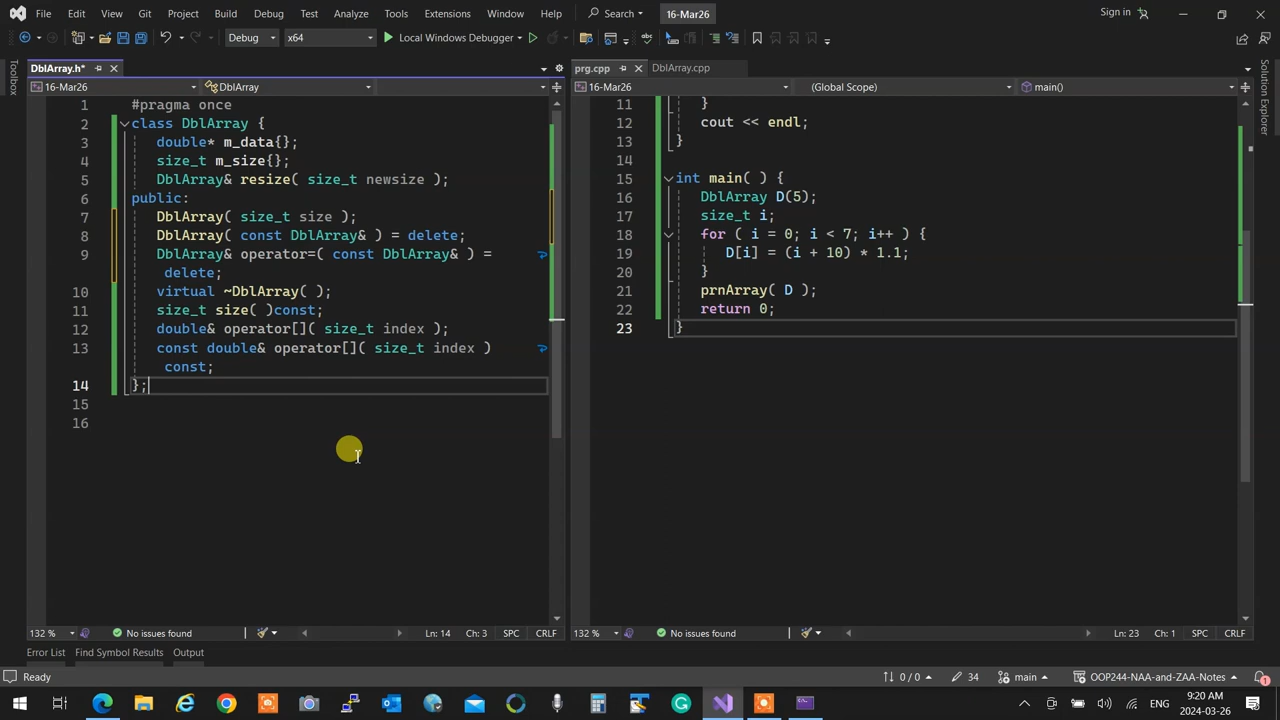 File Edit View Git Project Build Debug Test Analyze Tools Extensions Window Help Search 16-Mar26 Sign in
Debug x64 Local Windows Debugger
DblArray.h* prg.cpp DblArray.cpp
16-Mar26 DblArray 16-Mar26 (Global Scope) main()
Toolbox
1 #pragma once
2 class DblArray {
3 double* m_data{};
4 size_t m_size{};
5 DblArray& resize( size_t newsize );
6 public:
7 DblArray( size_t size );
8 DblArray( const DblArray& ) = delete;
9 DblArray& operator=( const DblArray& ) =
delete;
10 virtual ~DblArray( );
11 size_t size( )const;
12 double& operator[]( size_t index );
13 const double& operator[]( size_t index )
const;
14 };
15
16
11 }
12 cout << endl;
13 }
14
15 int main( ) {
16 DblArray D(5);
17 size_t i;
18 for ( i = 0; i < 7; i++ ) {
19 D[i] = (i + 10) * 1.1;
20 }
21 prnArray( D );
22 return 0;
23 }
Solution Explorer
132 % No issues found Ln: 14 Ch: 3 SPC CRLF
132 % No issues found Ln: 23 Ch: 1 SPC CRLF
Error List Find Symbol Results Output
Ready 0 / 0 34 main OOP244-NAA-and-ZAA-Notes 1
ENG 9:20 AM
2024-03-26